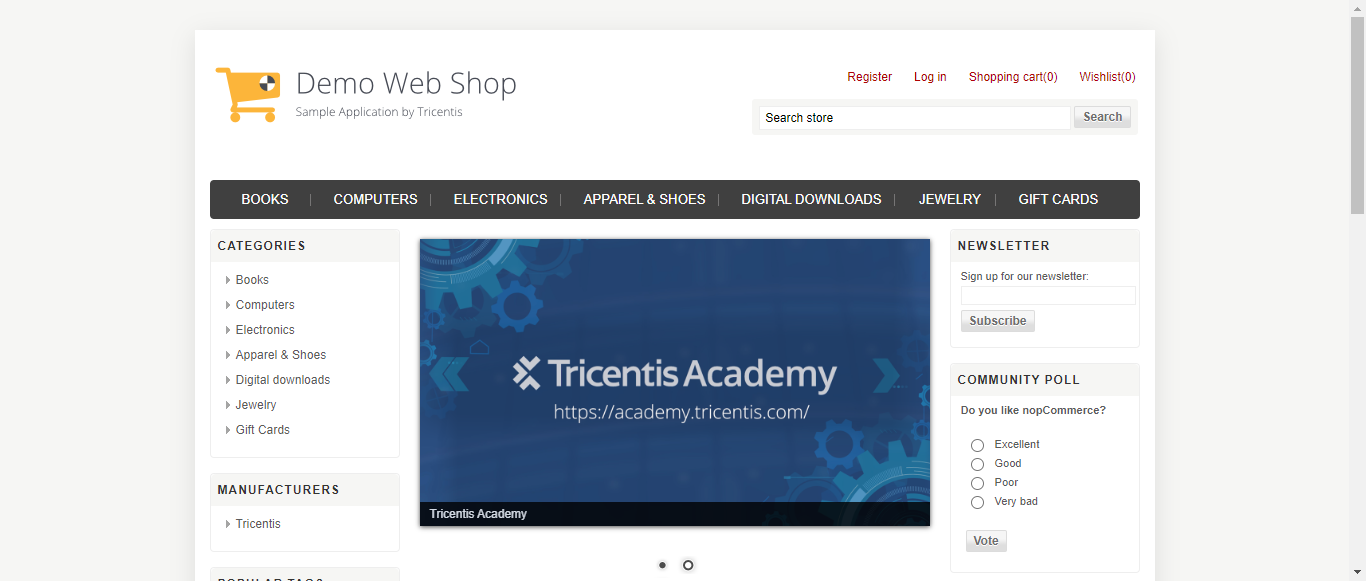 Demo Web Shop
Sample Application by Tricentis
Register Log in Shopping cart(0) Wishlist(0)
Search store Search
BOOKS COMPUTERS ELECTRONICS APPAREL & SHOES DIGITAL DOWNLOADS JEWELRY GIFT CARDS
CATEGORIES
Books
Computers
Electronics
Apparel & Shoes
Digital downloads
Jewelry
Gift Cards
MANUFACTURERS
Tricentis
POPULAR TAGS
Tricentis Academy
https://academy.tricentis.com/
Tricentis Academy
NEWSLETTER
Sign up for our newsletter:
Subscribe
COMMUNITY POLL
Do you like nopCommerce?
Excellent
Good
Poor
Very bad
Vote